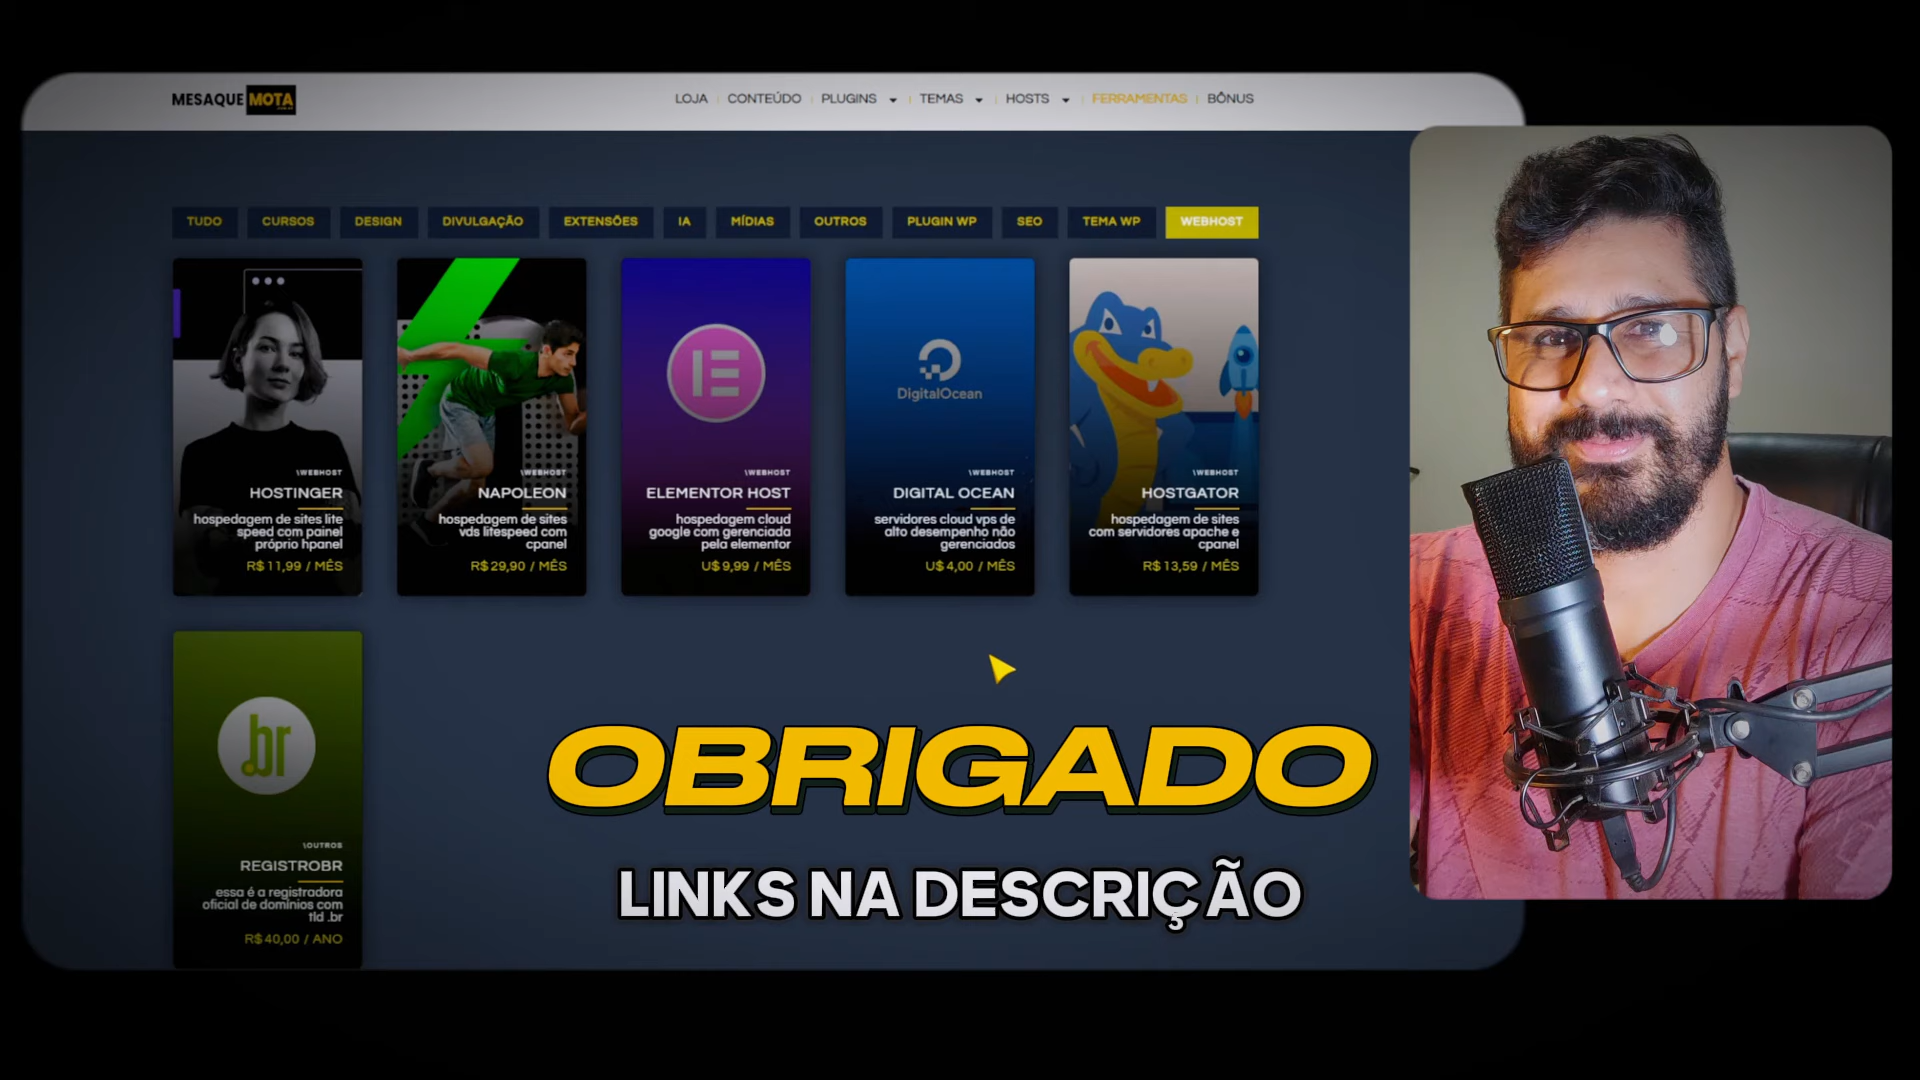 MESAQUE MOTA
LOJA CONTEÚDO PLUGINS TEMAS HOSTS FERRAMENTAS BÔNUS
TUDO CURSOS DESIGN DIVULGAÇÃO EXTENSÕES IA MÍDIAS OUTROS PLUGIN WP SEO TEMA WP WEBHOST
\WEBHOST
HOSTINGER
hospedagem de sites lite
speed com painel
próprio hpanel
R$ 11,99 / MÊS
\WEBHOST
NAPOLEON
hospedagem de sites
vds litespeed com
cpanel
R$ 29,90 / MÊS
\WEBHOST
ELEMENTOR HOST
hospedagem cloud
google com gerenciada
pela elementor
U$ 9,99 / MÊS
DigitalOcean
\WEBHOST
DIGITAL OCEAN
servidores cloud vps de
alto desempenho não
gerenciados
U$ 4,00 / MÊS
\WEBHOST
HOSTGATOR
hospedagem de sites
com servidores apache e
cpanel
R$ 13,59 / MÊS
.br
\OUTROS
REGISTROBR
essa é a registradora
oficial de domínios com
tld .br
R$ 40,00 / ANO
OBRIGADO
LINKS NA DESCRIÇÃO